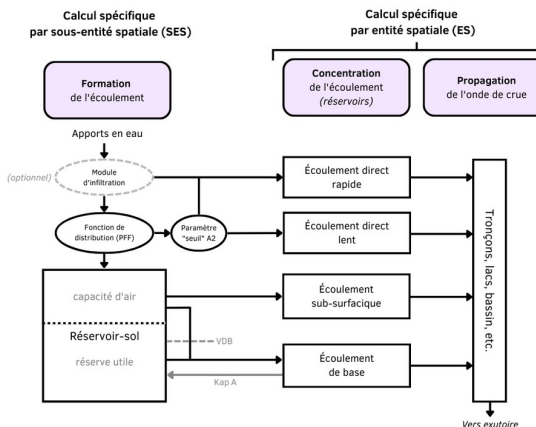 Calcul spécifique
par sous-entité spatiale (SES)
Calcul spécifique
par entité spatiale (ES)
Formation
de l'écoulement
Concentration
de l'écoulement
(réservoirs)
Propagation
de l'onde de crue
Apports en eau
(optionnel)
Module
d'infiltration
Écoulement direct
rapide
Fonction de
distribution (PFF)
Paramètre
"seuil" A2
Écoulement direct
lent
capacité d'air
Écoulement
sub-surfacique
Réservoir-sol
VDB
réserve utile
Écoulement
de base
Kap A
Tronçons, lacs, bassin, etc.
Vers exutoire